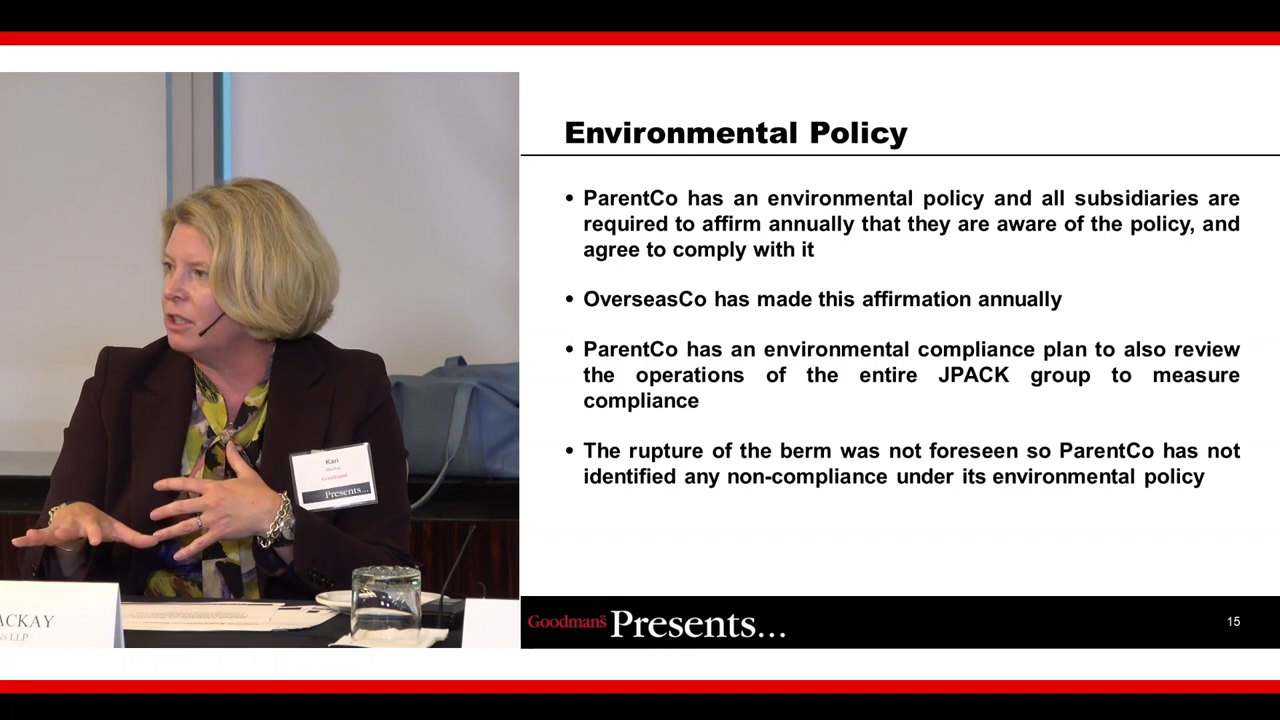 Environmental Policy
• ParentCo has an environmental policy and all subsidiaries are
required to affirm annually that they are aware of the policy, and
agree to comply with it
• OverseasCo has made this affirmation annually
• ParentCo has an environmental compliance plan to also review
the operations of the entire JPACK group to measure
compliance
• The rupture of the berm was not foreseen so ParentCo has not
identified any non-compliance under its environmental policy
Kari
Goodmans
Presents...
ACKAY
S LLP
Goodmans Presents...
15